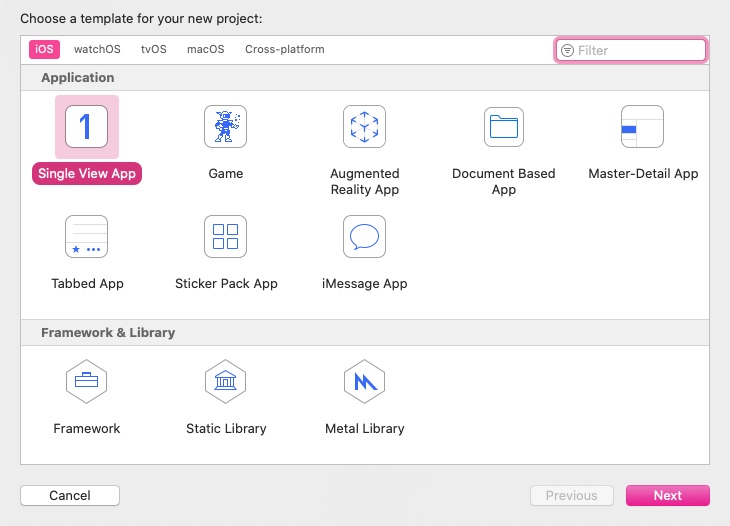 Choose a template for your new project:
iOS watchOS tvOS macOS Cross-platform Filter
Application
1
Single View App Game Augmented Reality App Document Based App Master-Detail App
Tabbed App Sticker Pack App iMessage App
Framework & Library
Framework Static Library Metal Library
Cancel Previous Next